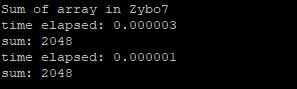 Sum of array in Zybo7
time elapsed: 0.000003
sum: 2048
time elapsed: 0.000001
sum: 2048